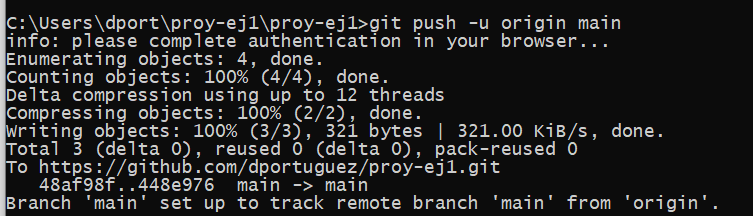 C:\Users\dport\proy-ej1\proy-ej1>git push -u origin main
info: please complete authentication in your browser...
Enumerating objects: 4, done.
Counting objects: 100% (4/4), done.
Delta compression using up to 12 threads
Compressing objects: 100% (2/2), done.
Writing objects: 100% (3/3), 321 bytes | 321.00 KiB/s, done.
Total 3 (delta 0), reused 0 (delta 0), pack-reused 0
To https://github.com/dportuguez/proy-ej1.git
   48af98f..448e976  main -> main
Branch 'main' set up to track remote branch 'main' from 'origin'.